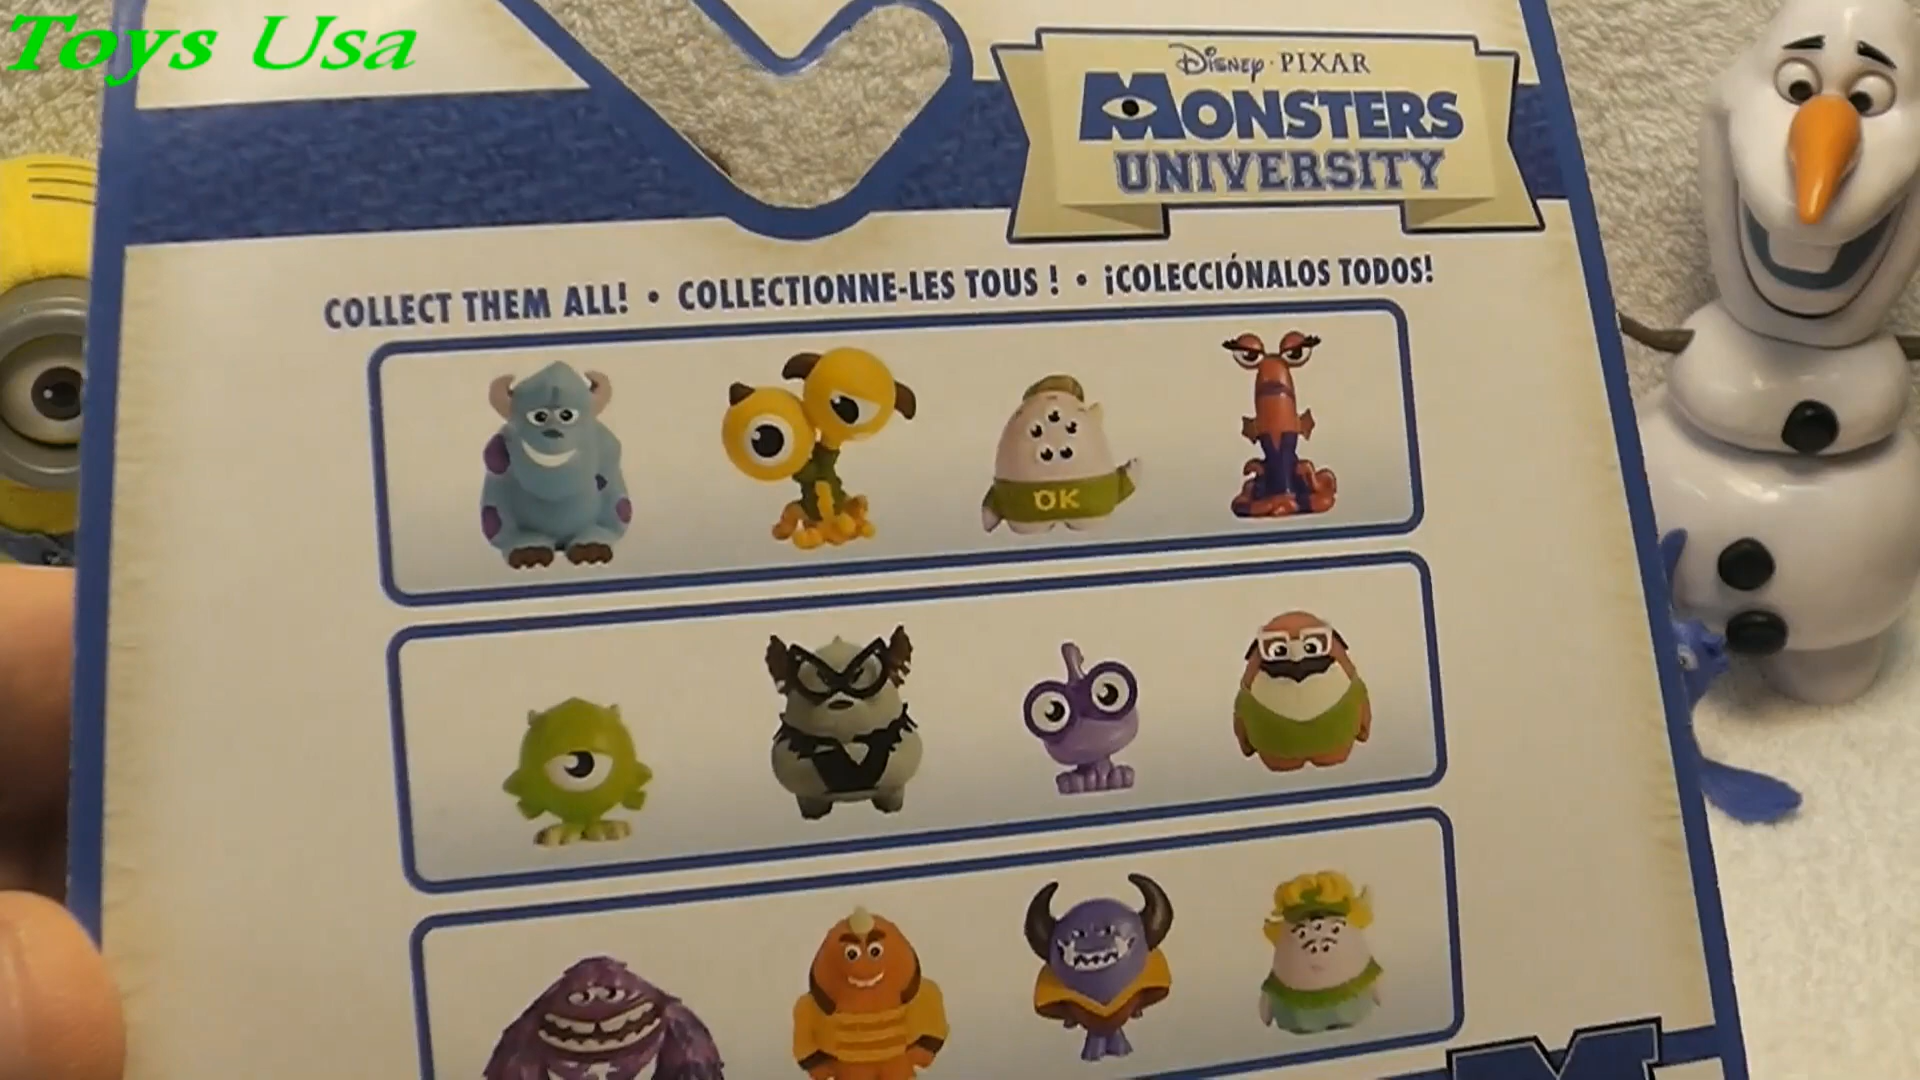 Toys Usa
Disney · PIXAR
MONSTERS
UNIVERSITY
COLLECT THEM ALL! • COLLECTIONNE-LES TOUS ! • ¡COLECCIÓNALOS TODOS!
OK